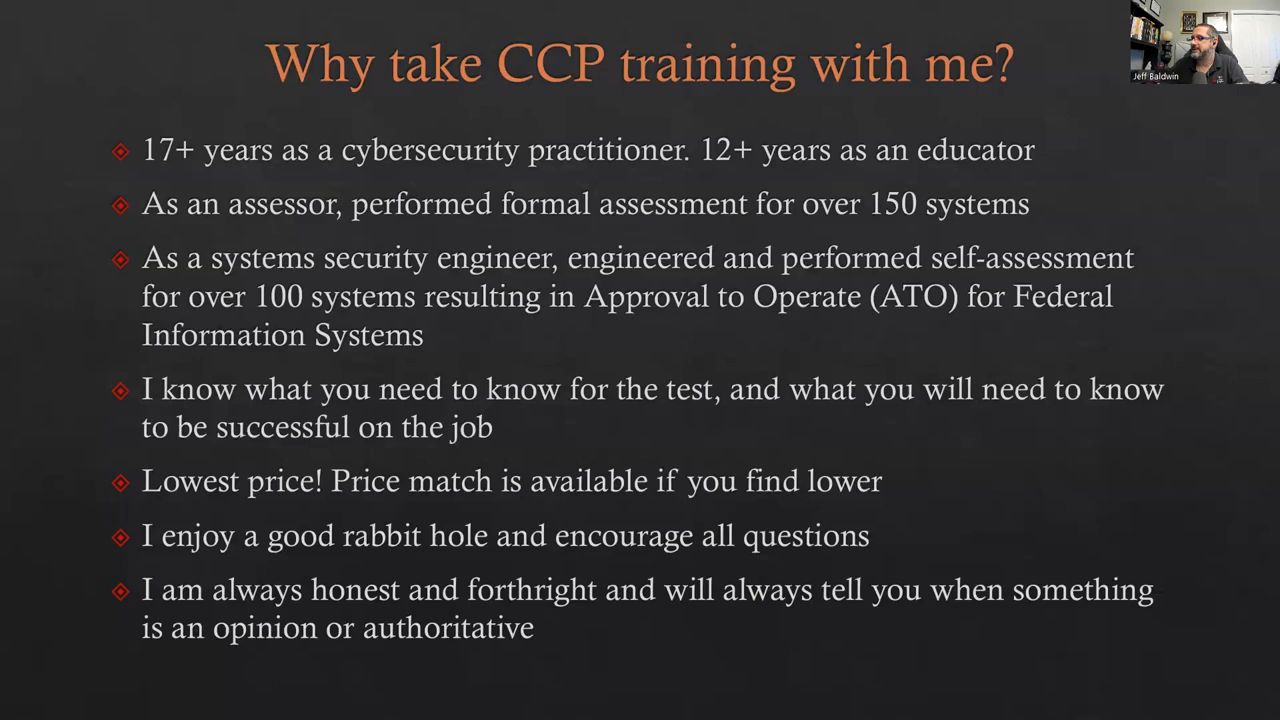 Why take CCP training with me?
Jeff Baldwin
17+ years as a cybersecurity practitioner. 12+ years as an educator
As an assessor, performed formal assessment for over 150 systems
As a systems security engineer, engineered and performed self-assessment
for over 100 systems resulting in Approval to Operate (ATO) for Federal
Information Systems
I know what you need to know for the test, and what you will need to know
to be successful on the job
Lowest price! Price match is available if you find lower
I enjoy a good rabbit hole and encourage all questions
I am always honest and forthright and will always tell you when something
is an opinion or authoritative